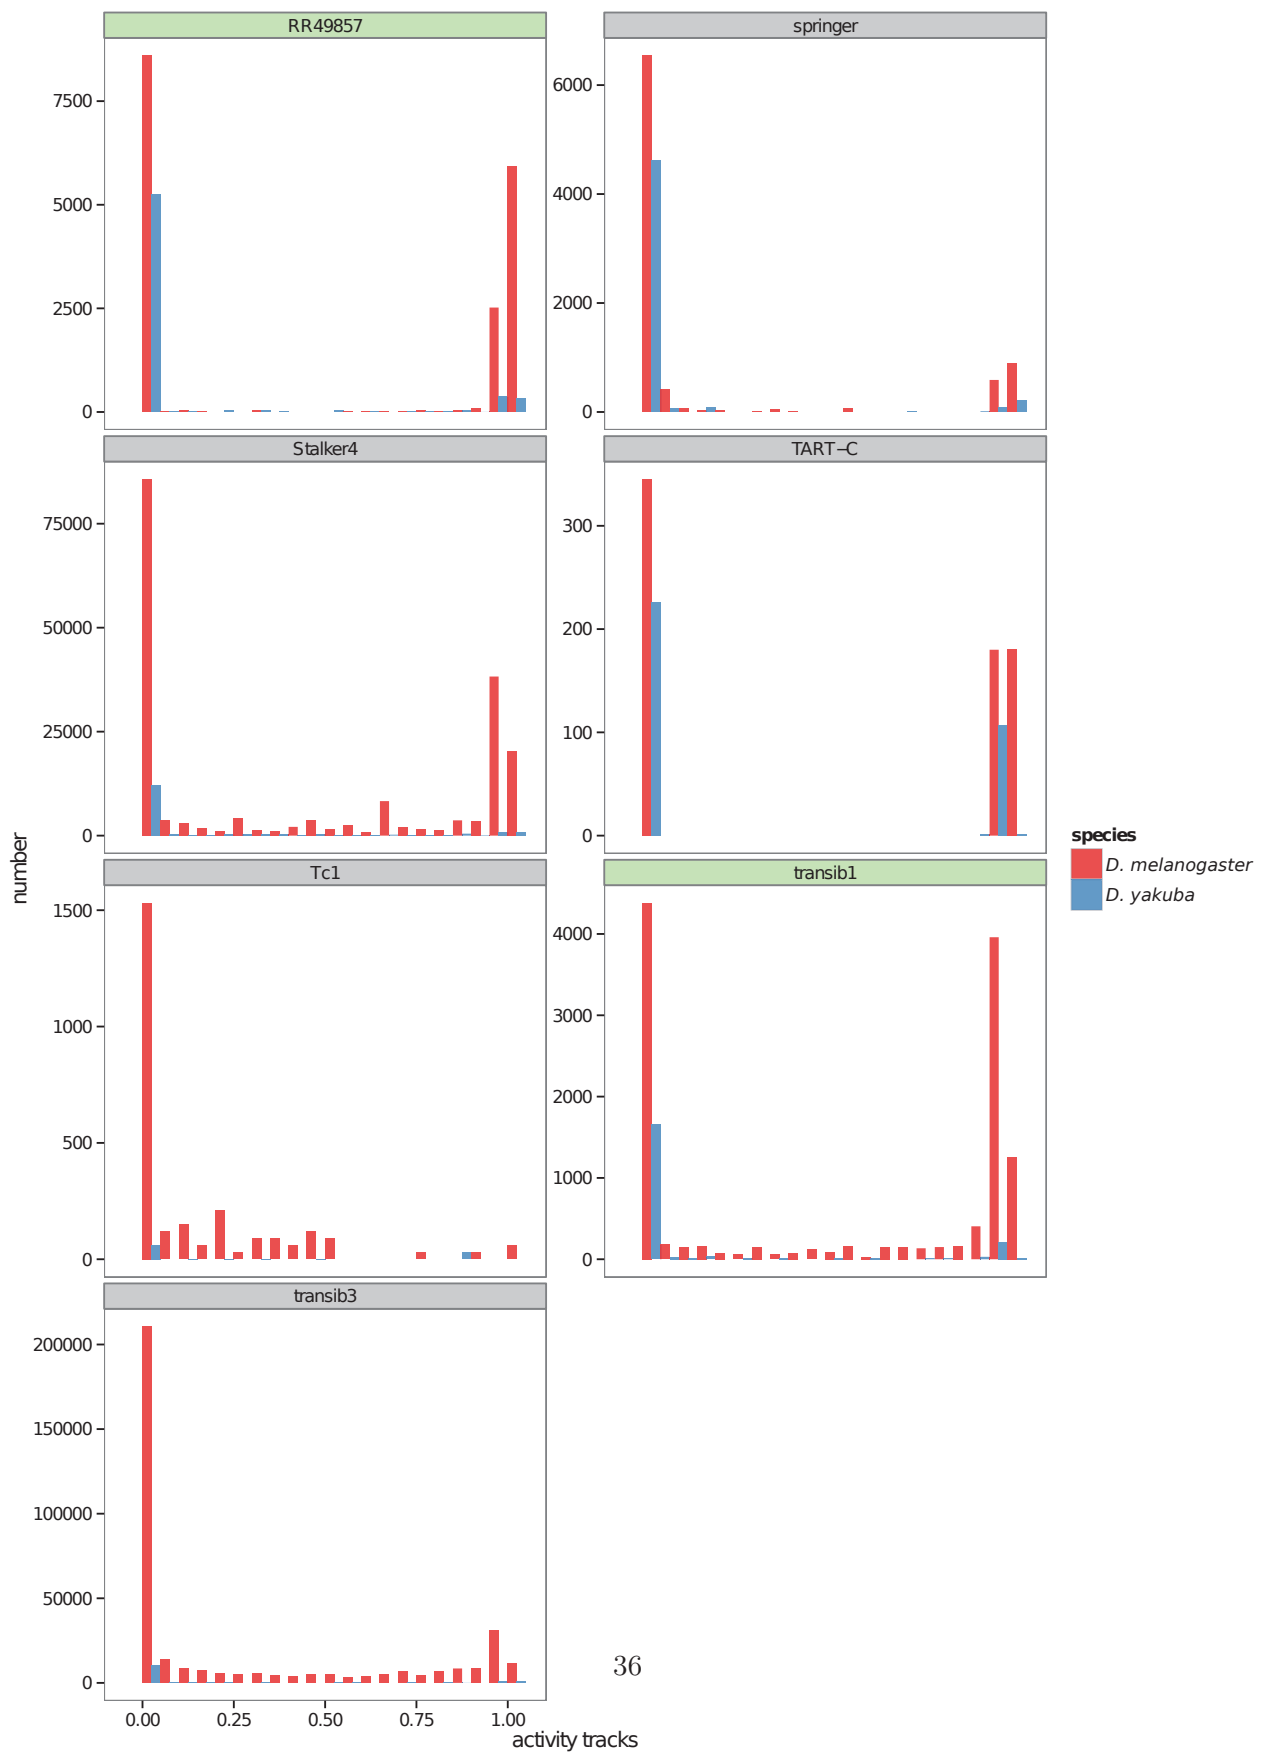 RR49857
7500
5000
2500
0
springer
6000
4000
2000
0
Stalker4
75000
50000
25000
0
TART−C
300
200
100
0
Tc1
1500
1000
500
0
transib1
4000
3000
2000
1000
0
transib3
200000
150000
100000
50000
0
0.00 0.25 0.50 0.75 1.00
activity tracks
number
species
D. melanogaster
D. yakuba
36